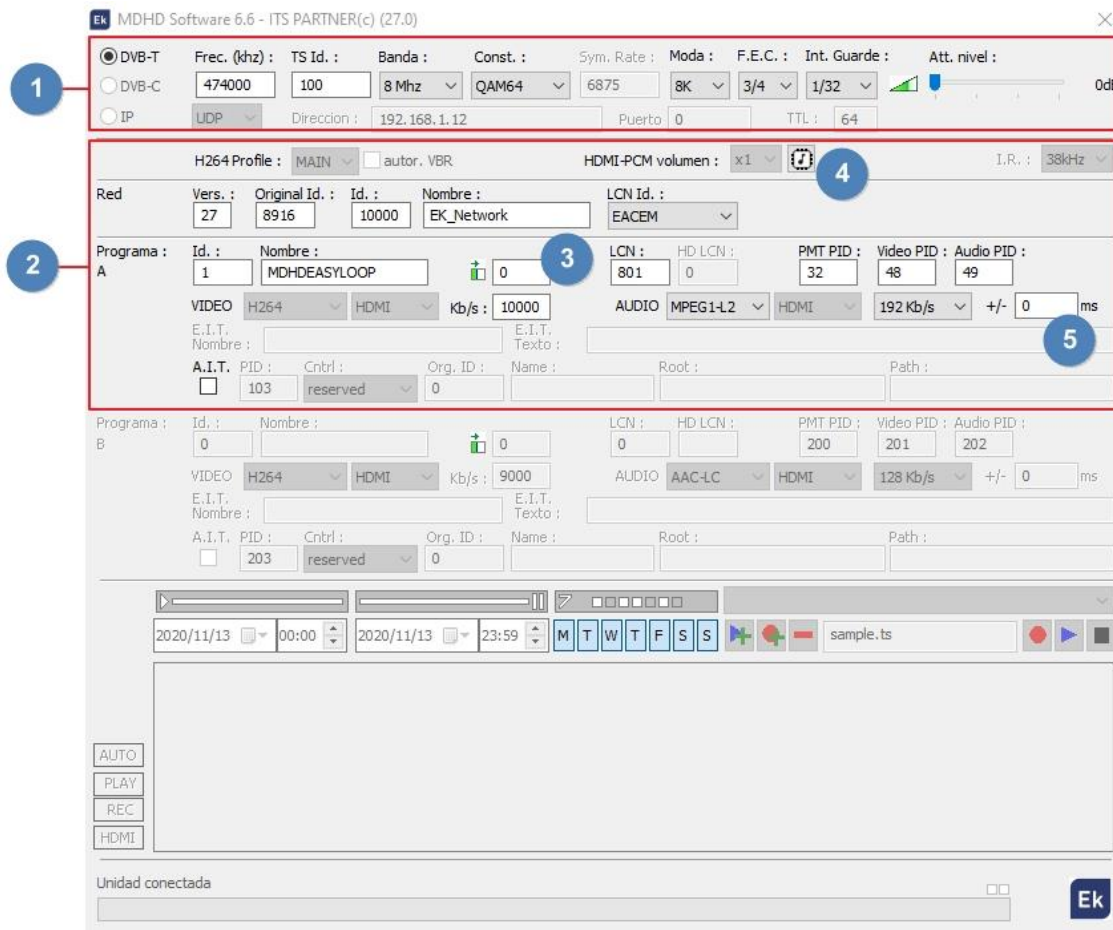 Ek MDHD Software 6.6 - ITS PARTNER(c) (27.0)
DVB-T Frec. (khz) : TS Id. : Banda : Const. : Sym. Rate : Moda : F.E.C. : Int. Guarde : Att. nivel :
DVB-C 474000 100 8 Mhz QAM64 6875 8K 3/4 1/32
1
IP UDP Direccion : 192.168.1.12 Puerto 0 TTL : 64
H264 Profile : MAIN autor. VBR HDMI-PCM volumen : x1 I.R. : 38kHz
4
Red Vers. : Original Id. : Id. : Nombre : LCN Id. :
27 8916 10000 EK_Network EACEM
2
Programa : Id. : Nombre : LCN : HD LCN : PMT PID : Video PID : Audio PID :
A 1 MDHDEASYLOOP 0 801 0 32 48 49
3
VIDEO H264 HDMI Kb/s : 10000 AUDIO MPEG1-L2 HDMI 192 Kb/s +/- 0 ms
E.I.T. Nombre : E.I.T. Texto :
5
A.I.T. PID : Cntrl : Org. ID : Name : Root : Path :
103 reserved 0
Programa : Id. : Nombre : LCN : HD LCN : PMT PID : Video PID : Audio PID :
B 0 0 0 200 201 202
VIDEO H264 HDMI Kb/s : 9000 AUDIO AAC-LC HDMI 128 Kb/s +/- 0 ms
E.I.T. Nombre : E.I.T. Texto :
A.I.T. PID : Cntrl : Org. ID : Name : Root : Path :
203 reserved 0
2020/11/13 00:00 2020/11/13 23:59 M T W T F S S sample.ts
AUTO
PLAY
REC
HDMI
Unidad conectada
Ek